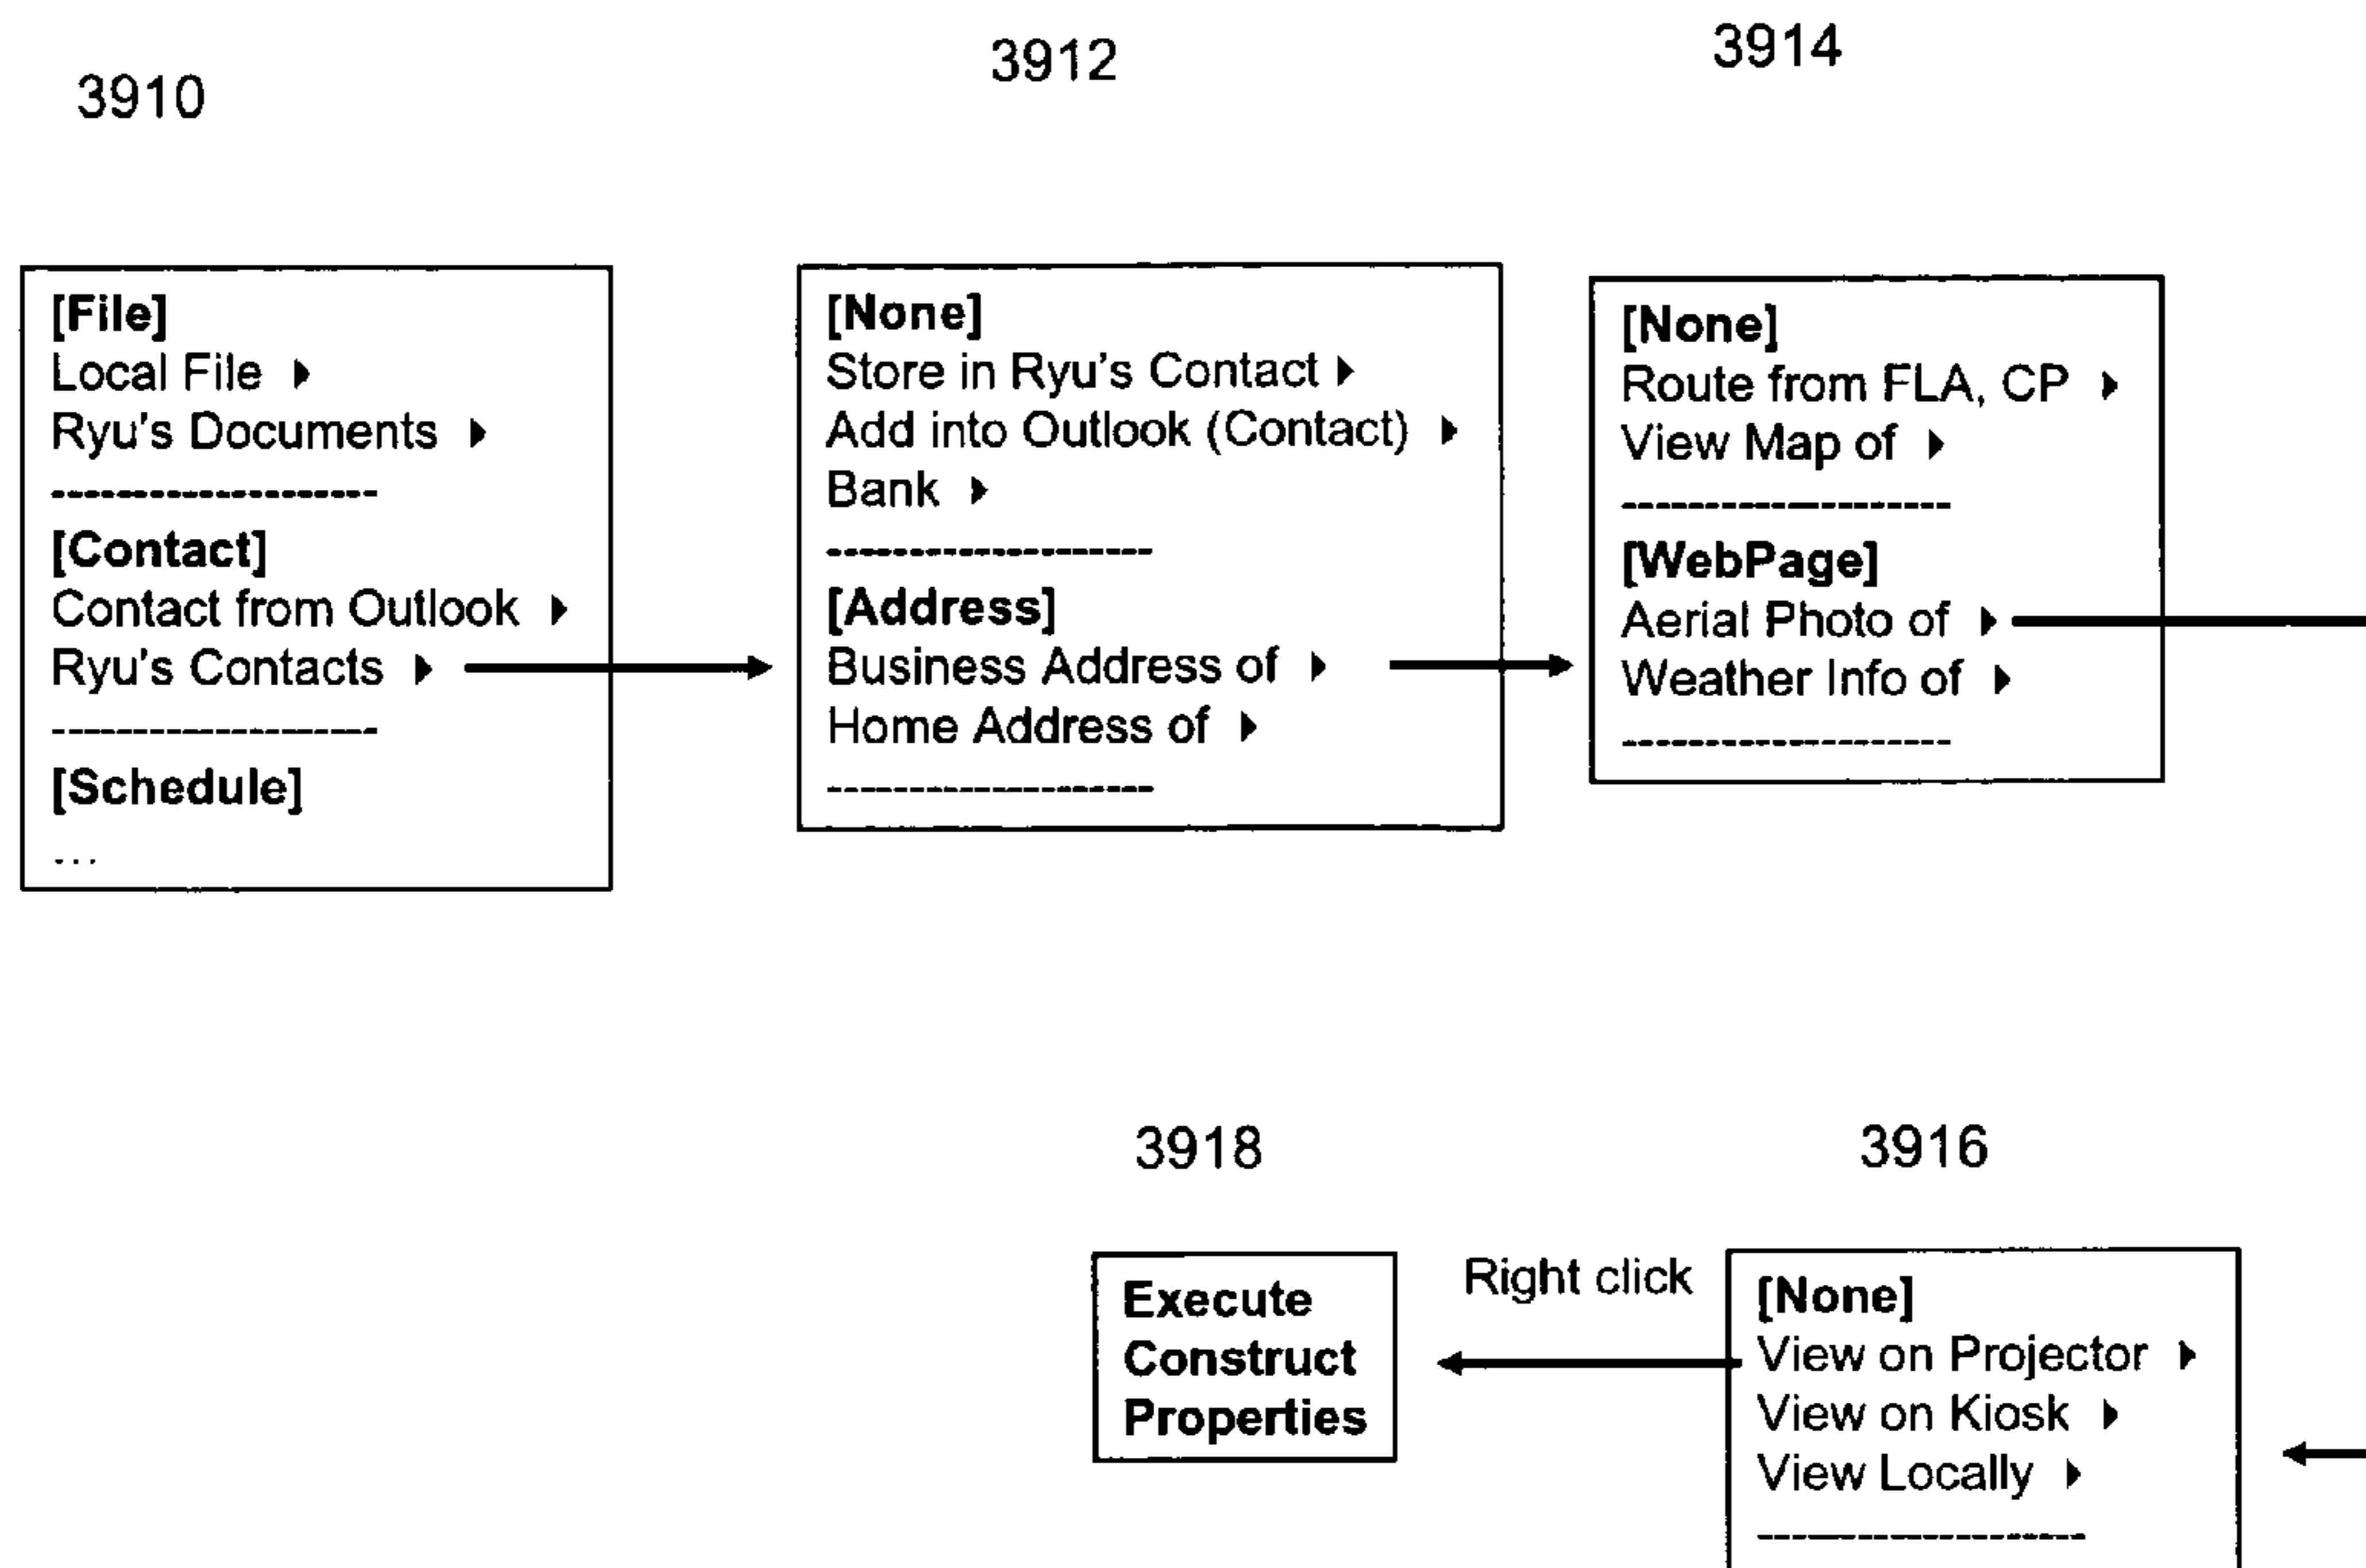 3910
3912
3914
[File]
Local File
Ryu's Documents
--------------------
[Contact]
Contact from Outlook
Ryu's Contacts
--------------------
[Schedule]
...
[None]
Store in Ryu's Contact
Add into Outlook (Contact)
Bank
--------------------
[Address]
Business Address of
Home Address of
--------------------
[None]
Route from FLA, CP
View Map of
--------------------
[WebPage]
Aerial Photo of
Weather Info of
--------------------
3918
3916
Execute
Construct
Properties
Right click
[None]
View on Projector
View on Kiosk
View Locally
--------------------